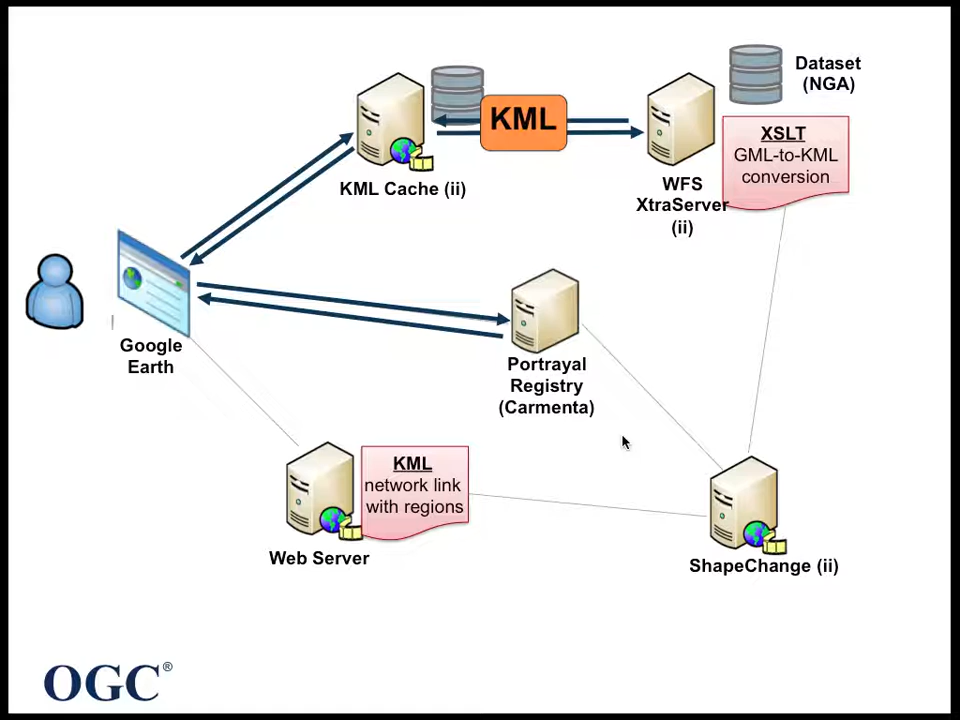 Dataset
(NGA)
KML
XSLT
GML-to-KML
conversion
KML Cache (ii)
WFS
XtraServer
(ii)
Google
Earth
Portrayal
Registry
(Carmenta)
KML
network link
with regions
Web Server
ShapeChange (ii)
OGC®